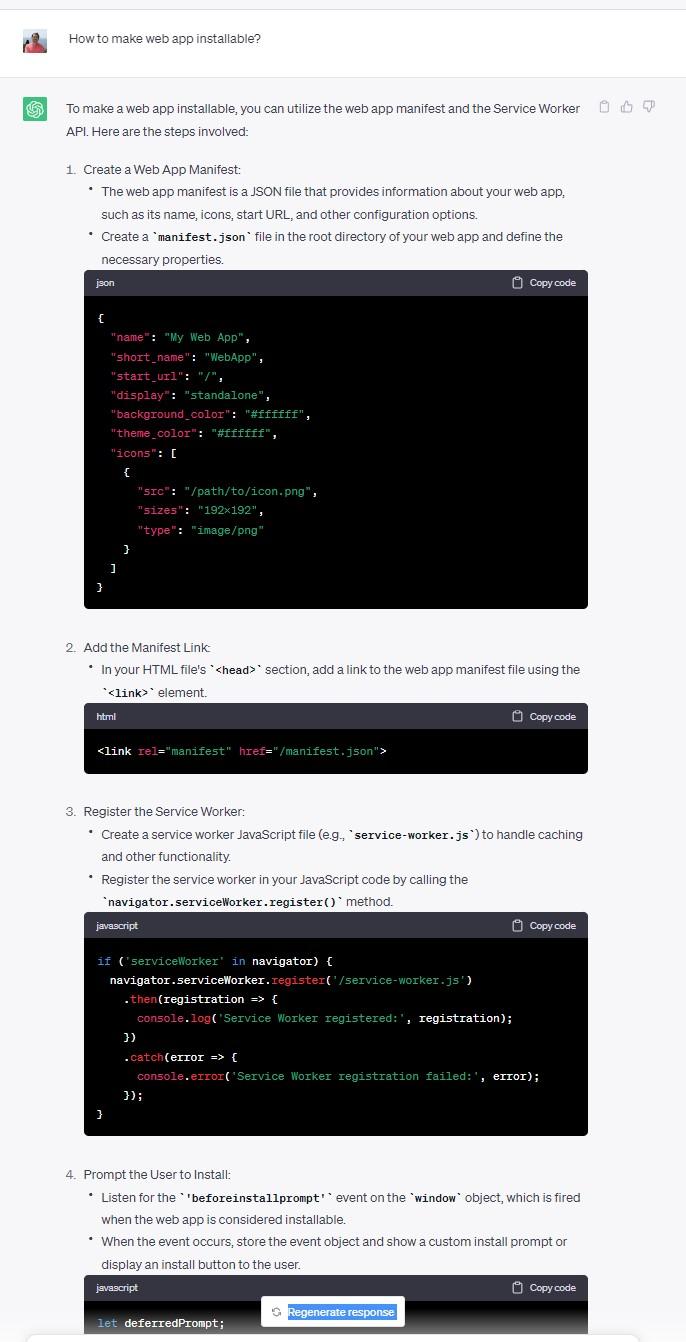 How to make web app installable?
To make a web app installable, you can utilize the web app manifest and the Service Worker
API. Here are the steps involved:
1. Create a Web App Manifest:
• The web app manifest is a JSON file that provides information about your web app,
such as its name, icons, start URL, and other configuration options.
• Create a `manifest.json` file in the root directory of your web app and define the
necessary properties.
json Copy code
{
"name": "My Web App",
"short_name": "WebApp",
"start_url": "/",
"display": "standalone",
"background_color": "#ffffff",
"theme_color": "#ffffff",
"icons": [
{
"src": "/path/to/icon.png",
"sizes": "192x192",
"type": "image/png"
}
]
}
2. Add the Manifest Link:
• In your HTML file's `<head>` section, add a link to the web app manifest file using the
`<link>` element.
html Copy code
<link rel="manifest" href="/manifest.json">
3. Register the Service Worker:
• Create a service worker JavaScript file (e.g., `service-worker.js`) to handle caching
and other functionality.
• Register the service worker in your JavaScript code by calling the
`navigator.serviceWorker.register()` method.
javascript Copy code
if ('serviceWorker' in navigator) {
navigator.serviceWorker.register('/service-worker.js')
.then(registration => {
console.log('Service Worker registered:', registration);
})
.catch(error => {
console.error('Service Worker registration failed:', error);
});
}
4. Prompt the User to Install:
• Listen for the `'beforeinstallprompt'` event on the `window` object, which is fired
when the web app is considered installable.
• When the event occurs, store the event object and show a custom install prompt or
display an install button to the user.
javascript Copy code
Regenerate response
let deferredPrompt;